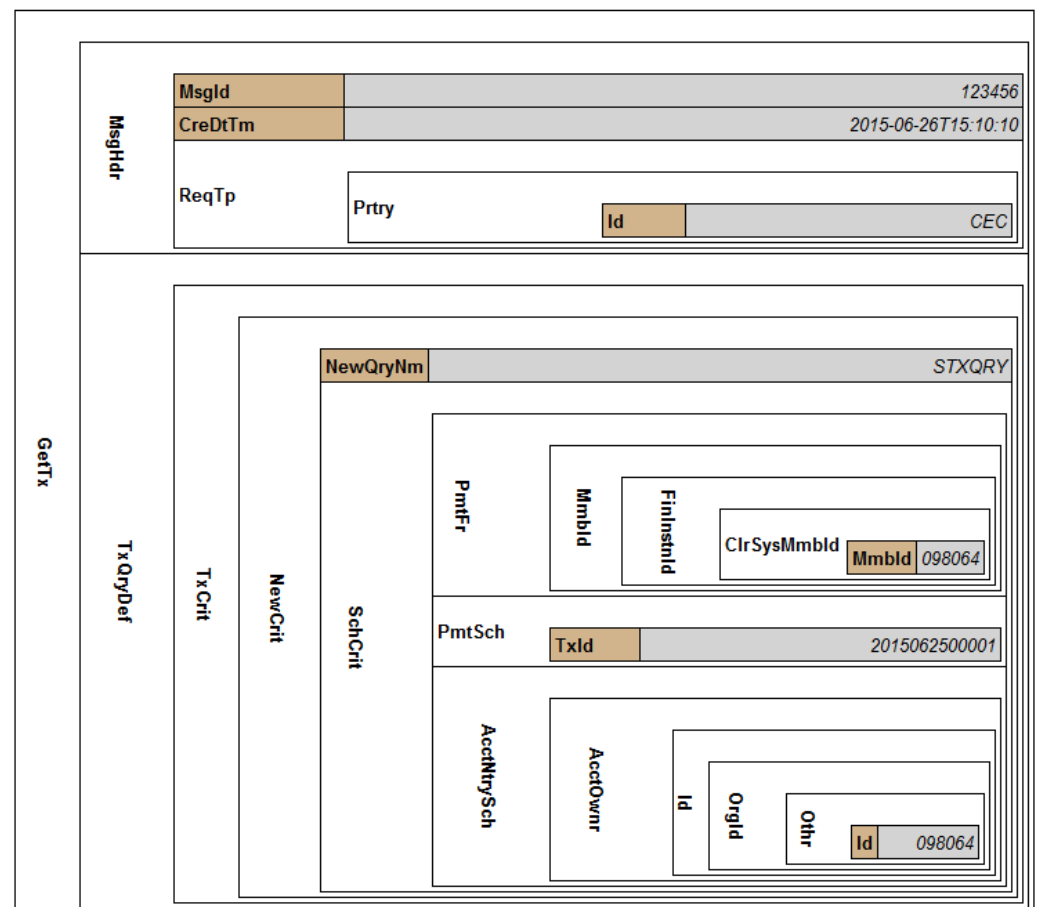 GetTx
MsgHdr
MsgId 123456
CreDtTm 2015-06-26T15:10:10
ReqTp
Prtry
Id CEC
TxQryDef
TxCrit
NewCrit
NewQryNm STXQRY
SchCrit
PmtFr
MmbId
FinInstnId
ClrSysMmbId
MmbId 098064
PmtSch
TxId 2015062500001
AcctNtrySch
AcctOwnr
Id
OrgId
Othr
Id 098064